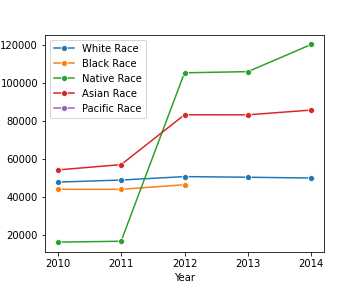 White Race
Black Race
Native Race
Asian Race
Pacific Race
120000
100000
80000
60000
40000
20000
2010 2011 2012 2013 2014
Year